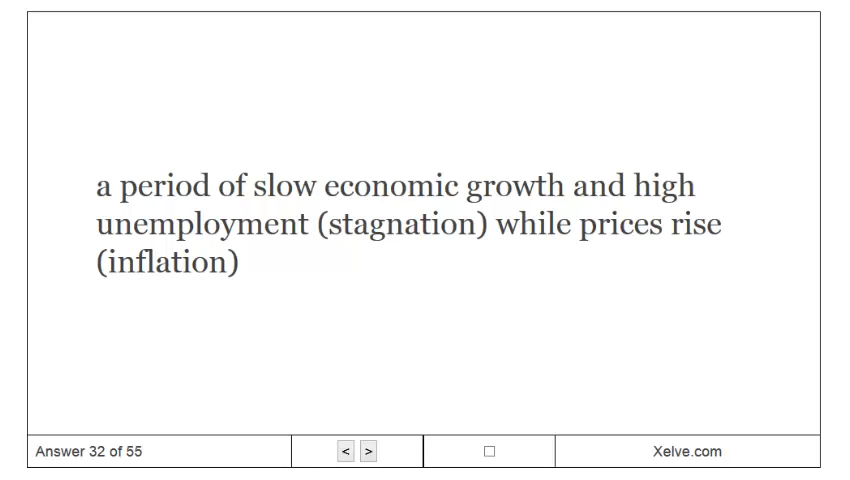 a period of slow economic growth and high
unemployment (stagnation) while prices rise
(inflation)
Answer 32 of 55
< >
Xelve.com